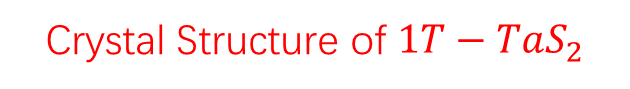 Crystal Structure of 1T − TaS₂